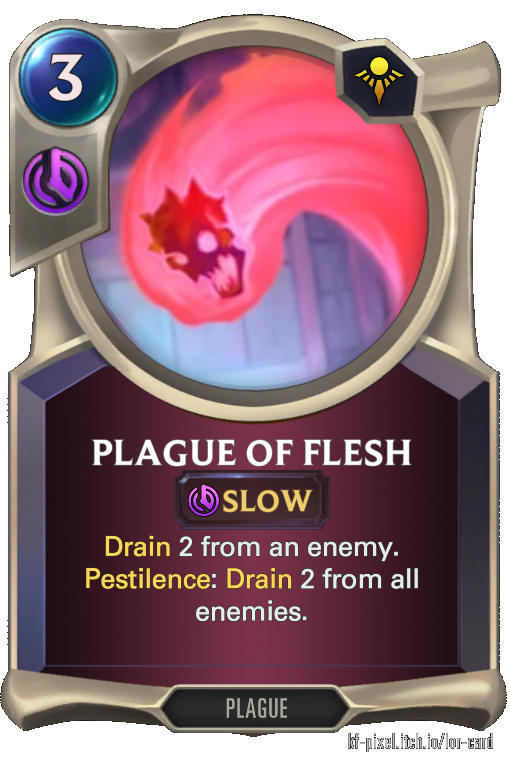 3
PLAGUE OF FLESH
SLOW
Drain 2 from an enemy.
Pestilence: Drain 2 from all
enemies.
PLAGUE
kf-pixel.itch.io/lor-card